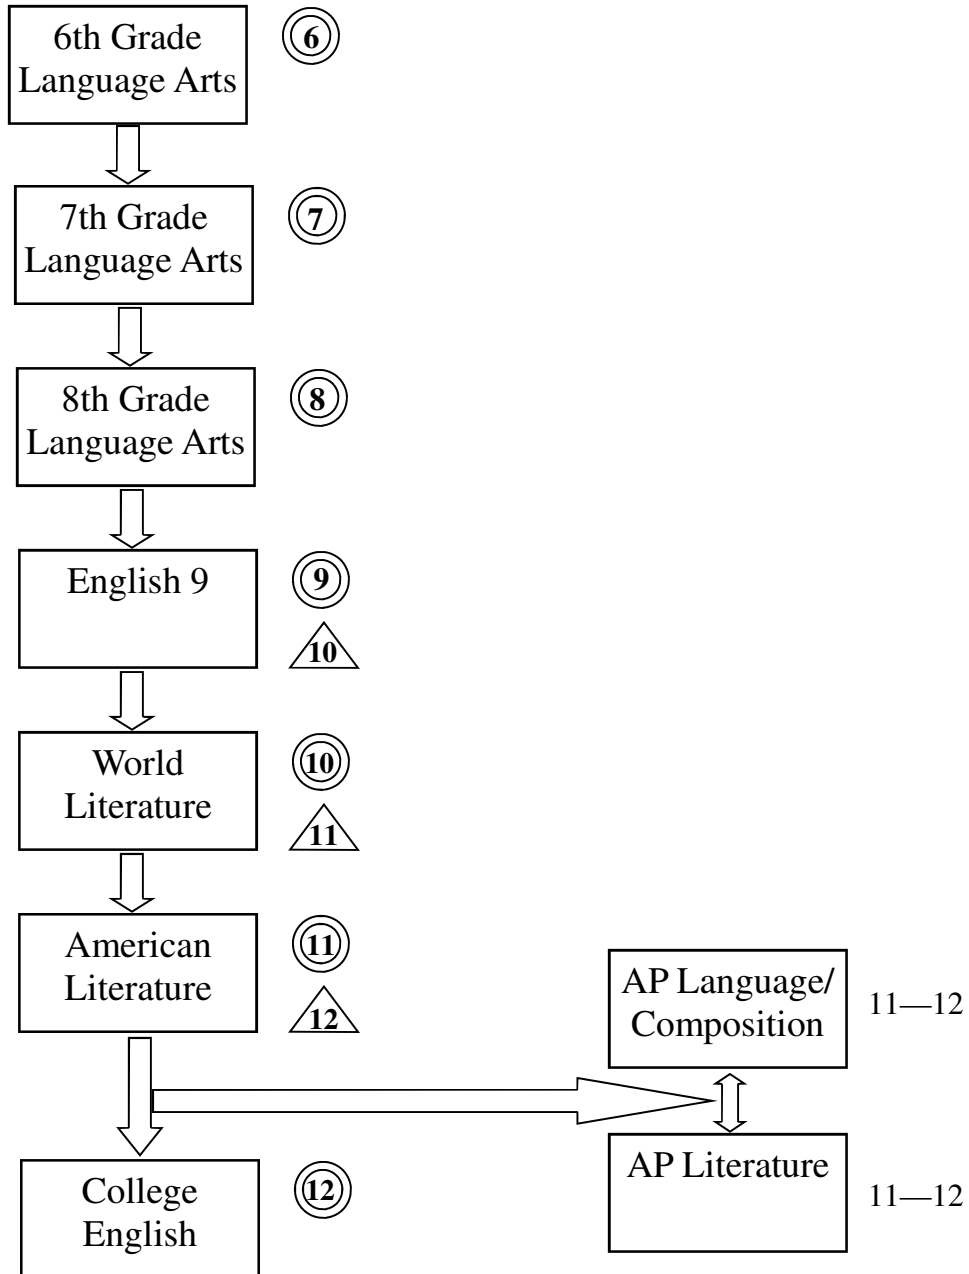 6th Grade
Language Arts
6
7th Grade
Language Arts
7
8th Grade
Language Arts
8
English 9
9
10
World
Literature
10
11
American
Literature
11
12
AP Language/
Composition
11—12
College
English
12
AP Literature
11—12